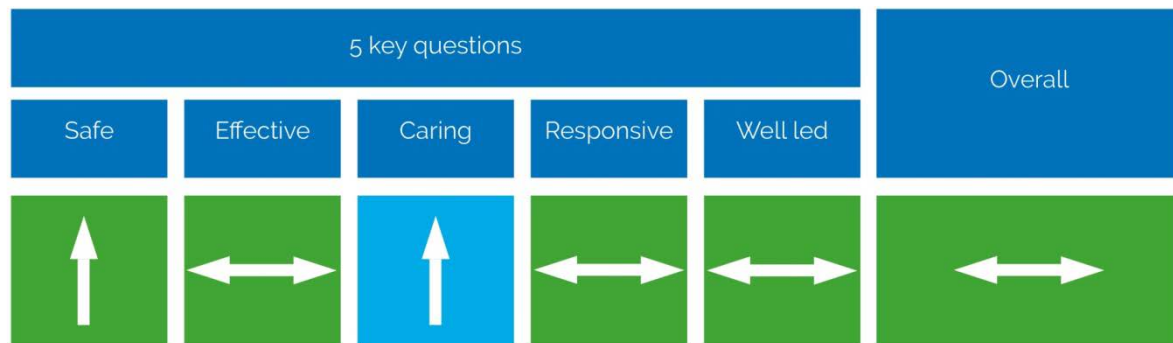 5 key questions
Overall
Safe
Effective
Caring
Responsive
Well led